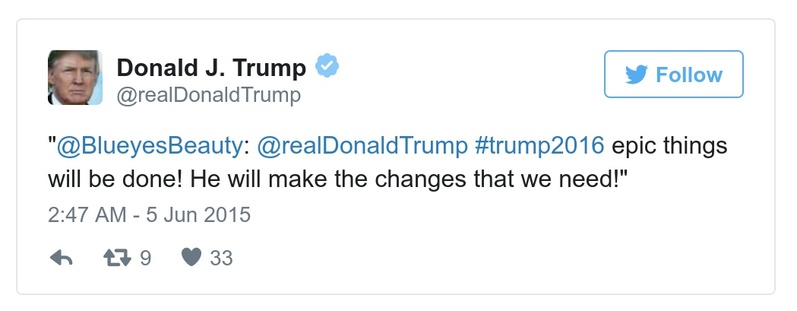 Donald J. Trump
@realDonaldTrump
Follow
"@BlueyesBeauty: @realDonaldTrump #trump2016 epic things
will be done! He will make the changes that we need!"
2:47 AM - 5 Jun 2015
9 33